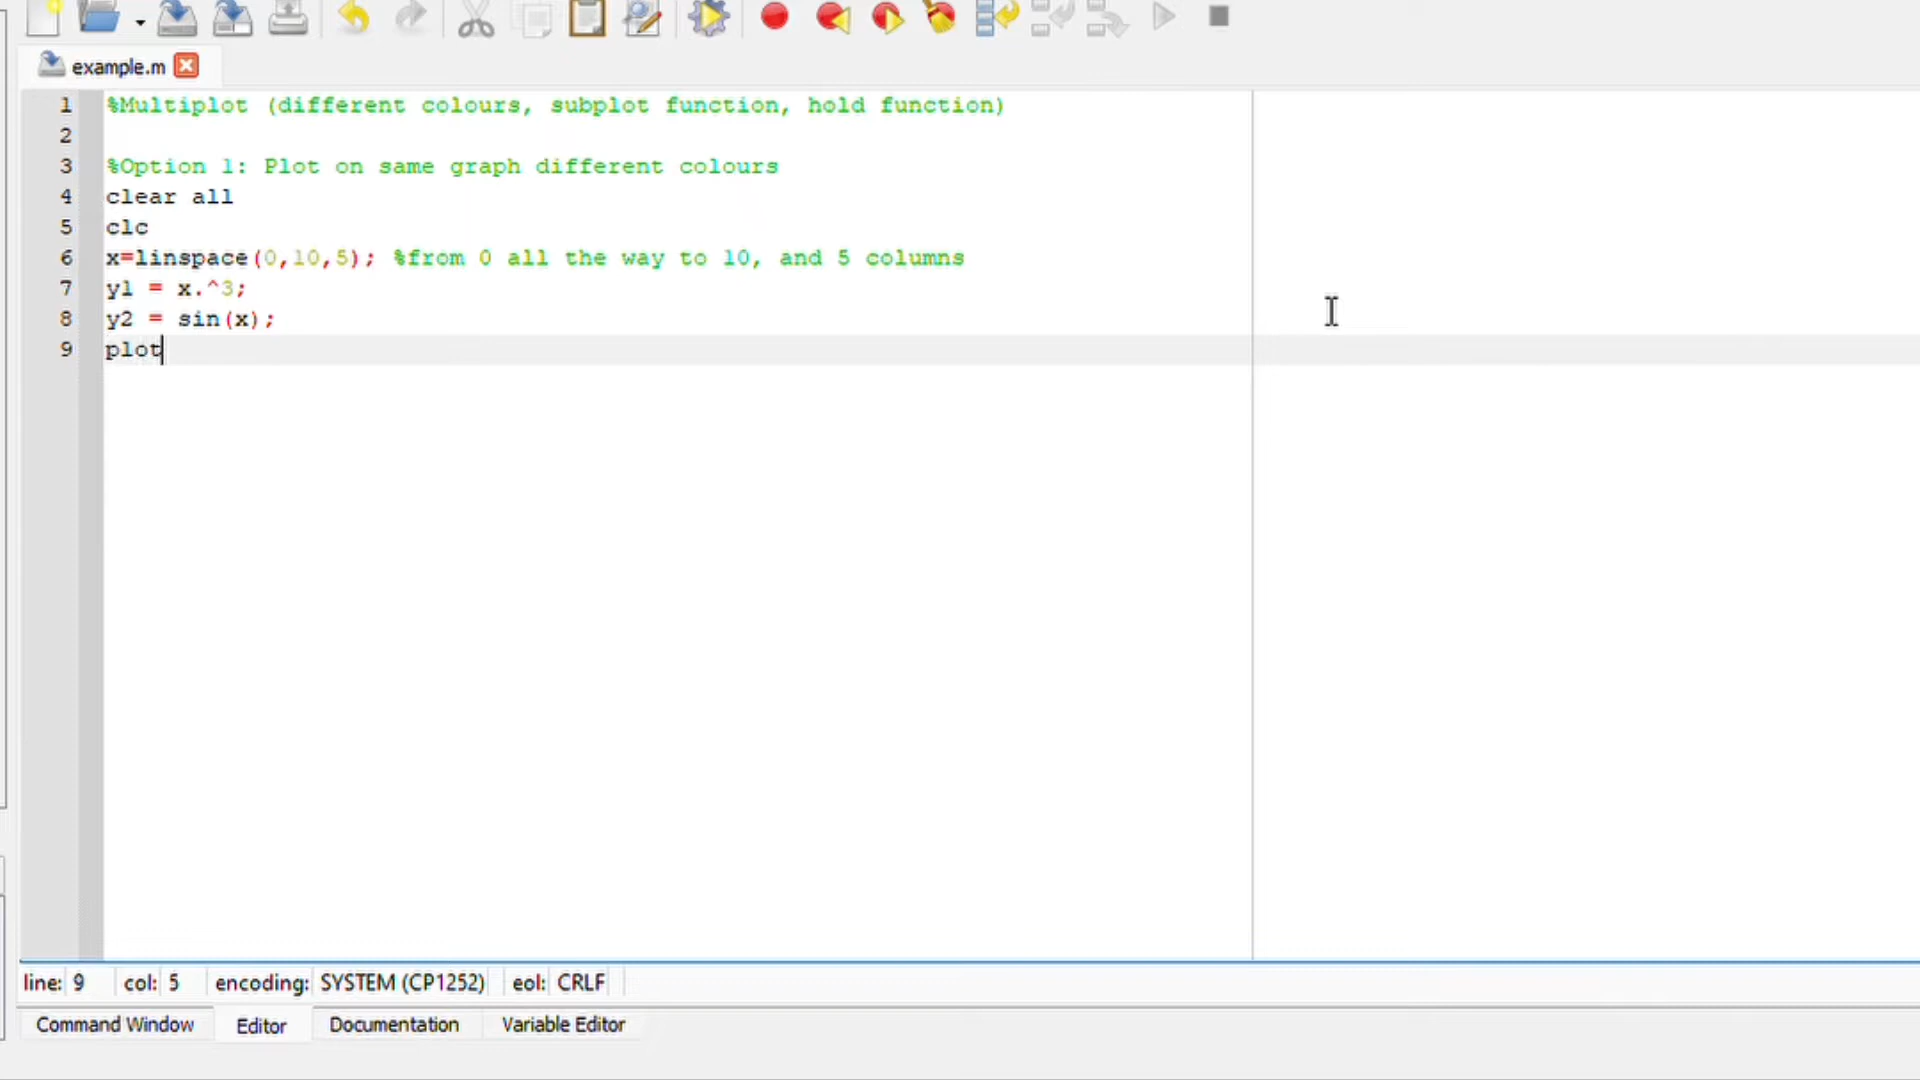 example.m
1 %Multiplot (different colours, subplot function, hold function)
2
3 %Option 1: Plot on same graph different colours
4 clear all
5 clc
6 x=linspace(0,10,5); %from 0 all the way to 10, and 5 columns
7 y1 = x.^3;
8 y2 = sin(x);
9 plot
line: 9 col: 5 encoding: SYSTEM (CP1252) eol: CRLF
Command Window Editor Documentation Variable Editor